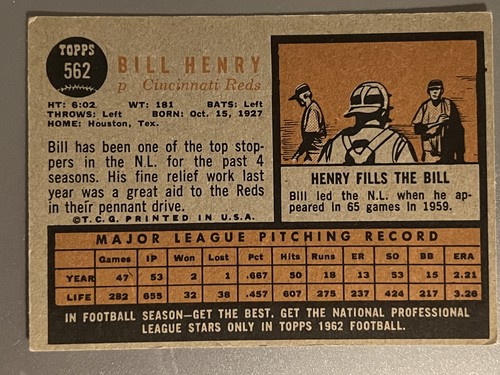 TOPPS
562
BILL HENRY
p Cincinnati Reds
HT: 6:02 WT: 181 BATS: Left
THROWS: Left BORN: Oct. 15, 1927
HOME: Houston, Tex.
Bill has been one of the top stop-
pers in the N.L. for the past 4
seasons. His fine relief work last
year was a great aid to the Reds
in their pennant drive.
©T.C.G. PRINTED IN U.S.A.
HENRY FILLS THE BILL
Bill led the N.L. when he ap-
peared in 65 games in 1959.
MAJOR LEAGUE PITCHING RECORD
Games IP Won Lost Pct Hits Runs ER SO BB ERA
YEAR 47 53 2 1 .667 50 18 13 53 15 2.21
LIFE 282 655 32 38 .457 607 275 237 424 217 3.26
IN FOOTBALL SEASON—GET THE BEST. GET THE NATIONAL PROFESSIONAL
LEAGUE STARS ONLY IN TOPPS 1962 FOOTBALL.